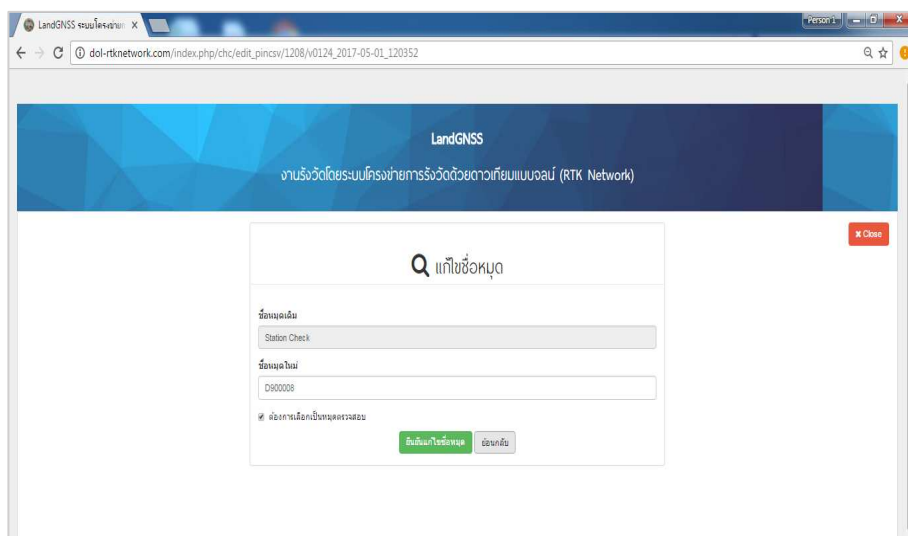 LandGNSS ระบบโครงข่าย
Person 1
dol-rtknetwork.com/index.php/chc/edit_pincsv/1208/v0124_2017-05-01_120352
LandGNSS
งานรังวัดโดยระบบโครงข่ายการรังวัดด้วยดาวเทียมแบบจลน์ (RTK Network)
x Close
แก้ไขชื่อหมุด
ชื่อหมุดเดิม
Station Check
ชื่อหมุดใหม่
D900008
ต้องการเลือกเป็นหมุดตรวจสอบ
ยืนยันแก้ไขชื่อหมุด ย้อนกลับ